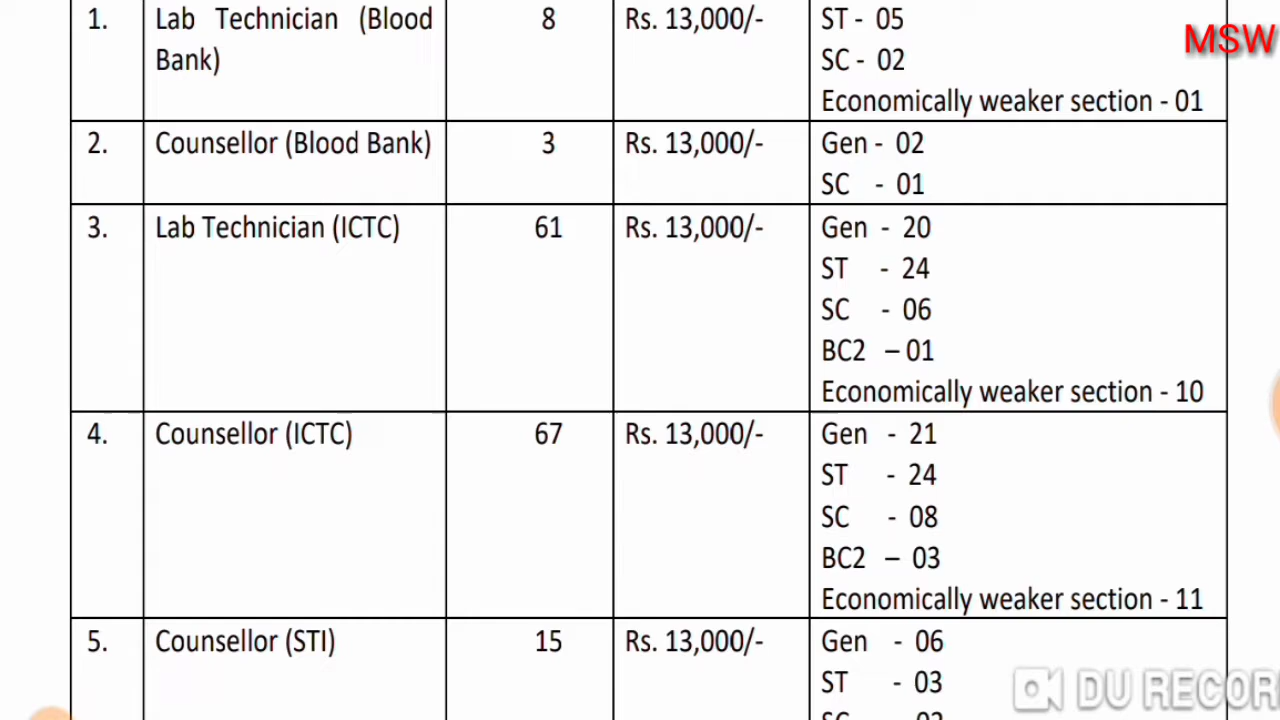 1. Lab Technician (Blood Bank) 8 Rs. 13,000/- ST - 05
SC - 02
Economically weaker section - 01
MSW
2. Counsellor (Blood Bank) 3 Rs. 13,000/- Gen - 02
SC - 01
3. Lab Technician (ICTC) 61 Rs. 13,000/- Gen - 20
ST - 24
SC - 06
BC2 – 01
Economically weaker section - 10
4. Counsellor (ICTC) 67 Rs. 13,000/- Gen - 21
ST - 24
SC - 08
BC2 – 03
Economically weaker section - 11
5. Counsellor (STI) 15 Rs. 13,000/- Gen - 06
ST - 03
DU RECOR